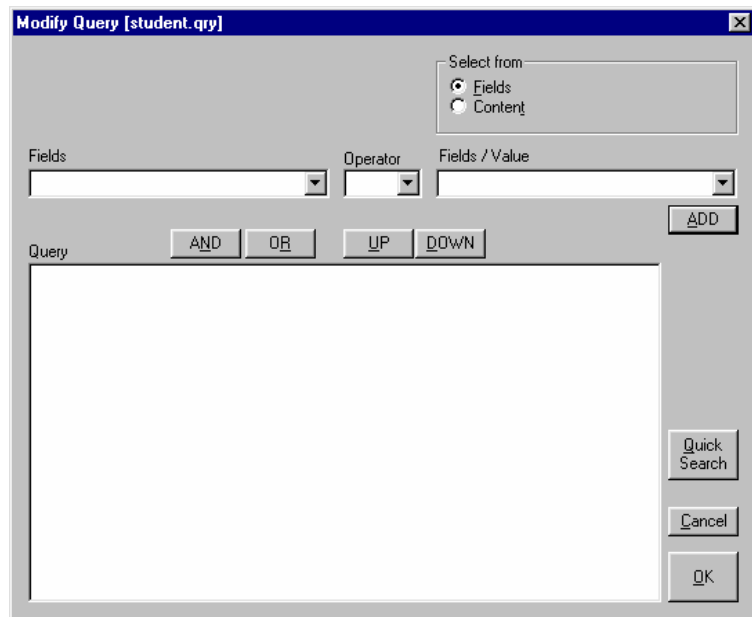 Modify Query [student.qry]
Select from
Fields
Content
Fields
Operator
Fields / Value
ADD
Query
AND
OR
UP
DOWN
Quick
Search
Cancel
OK